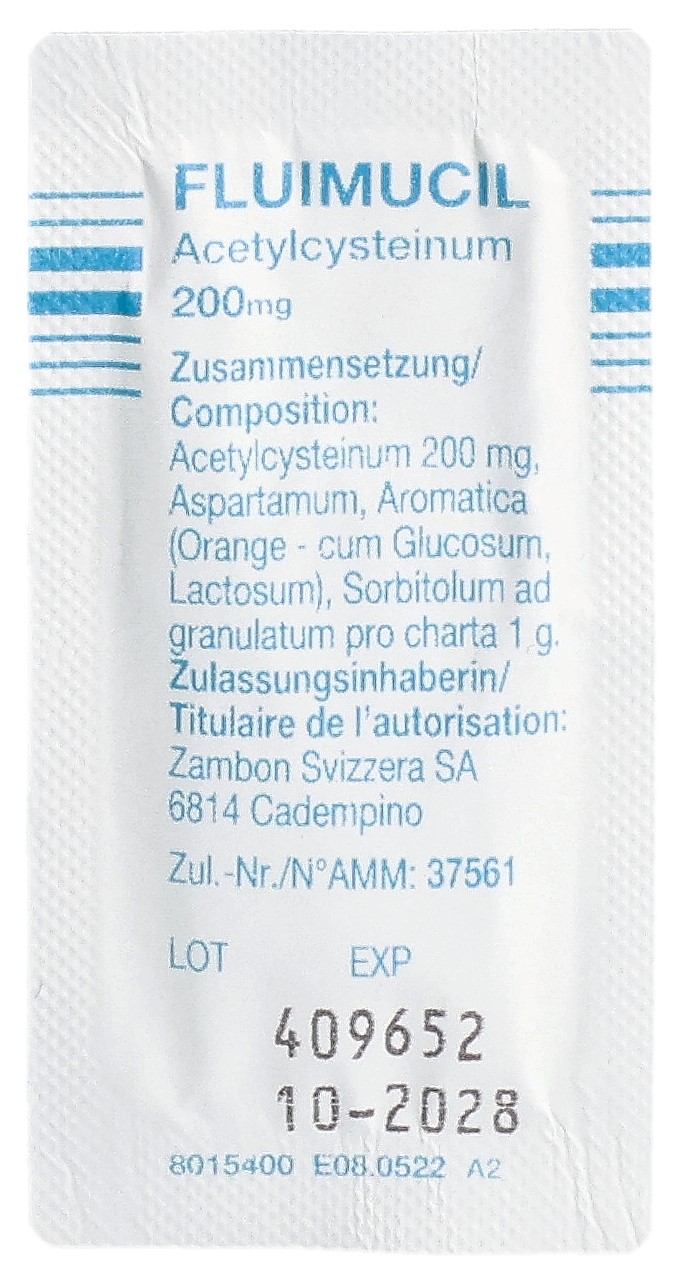 FLUIMUCIL
Acetylcysteinum
200mg
Zusammensetzung/
Composition:
Acetylcysteinum 200 mg,
Aspartamum, Aromatica
(Orange - cum Glucosum,
Lactosum), Sorbitolum ad
granulatum pro charta 1 g.
Zulassungsinhaberin/
Titulaire de l'autorisation:
Zambon Svizzera SA
6814 Cadempino
Zul.-Nr./N°AMM: 37561
LOT EXP
409652
10-2028
8015400 E08.0522 A2